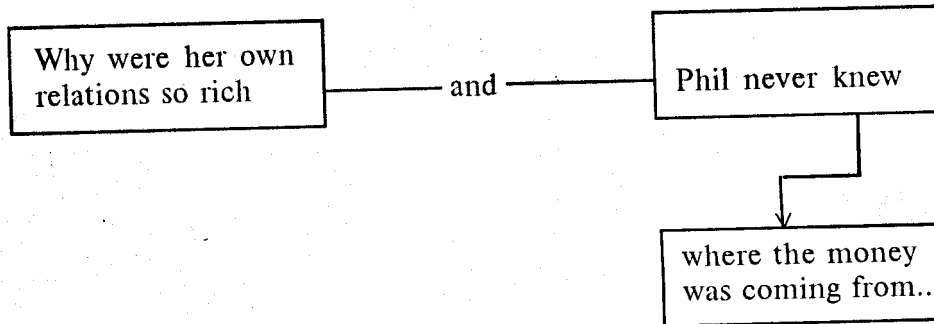 Why were her own
relations so rich
and
Phil never knew
where the money
was coming from..